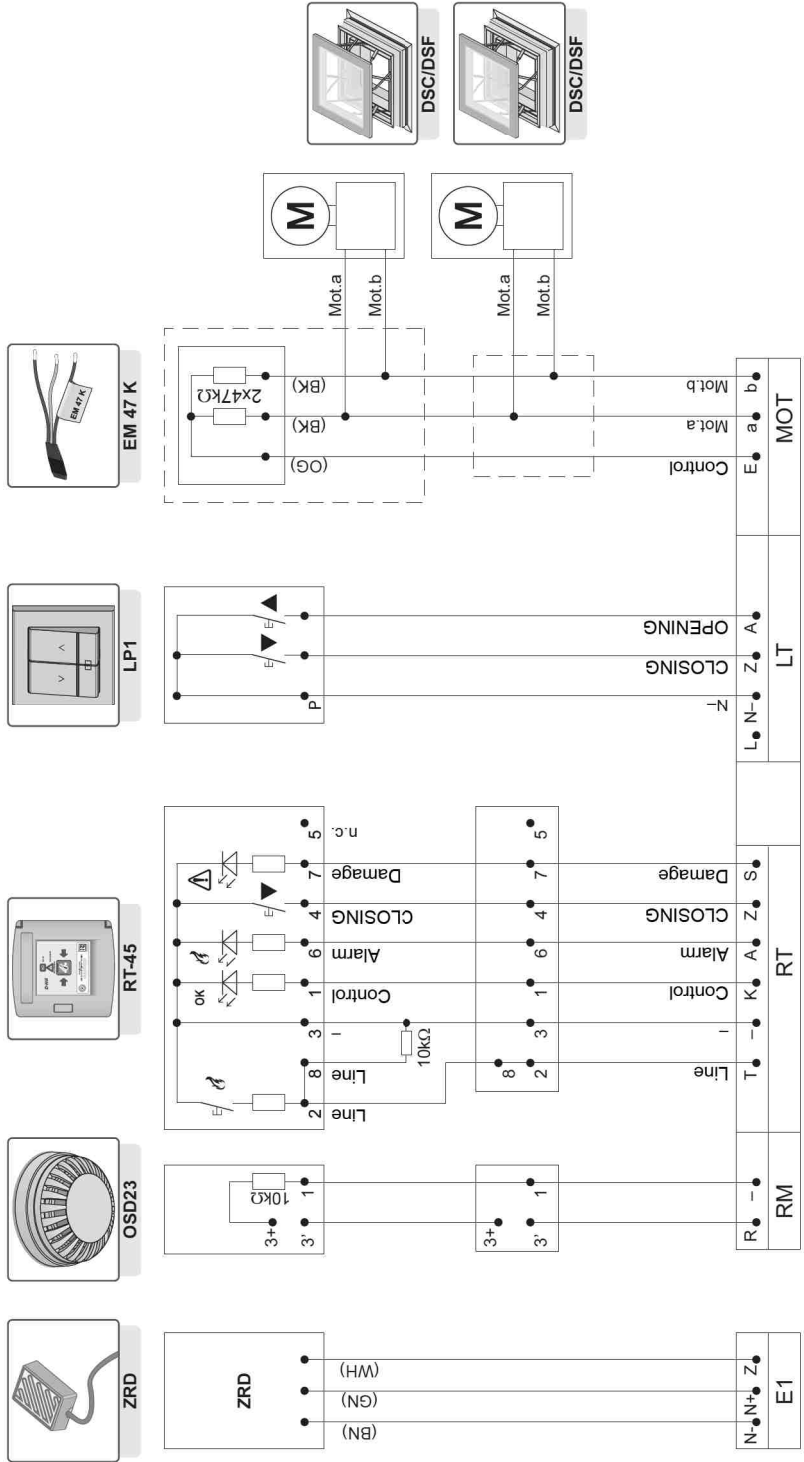 ZRD
OSD23
RT-45
LP1
EM 47 K
EM 47 K
DSC/DSF
DSC/DSF
ZRD
(BN)
(GN)
(WH)
N-
N+
Z
E1
3+
3'
10kΩ
1
3+
3'
1
R
–
RM
2
Line
8
Line
3
–
10kΩ
OK
1
Control
6
Alarm
4
CLOSING
7
Damage
5
n.c.
8
2
3
1
6
4
7
5
Line
–
Control
Alarm
CLOSING
Damage
T
–
K
A
Z
S
RT
P
N–
CLOSING
OPENING
L
N–
Z
A
LT
2x47kΩ
(OG)
(BK)
(BK)
Control
Mot.a
Mot.b
E
a
b
MOT
M
Mot.a
Mot.b
M
Mot.a
Mot.b